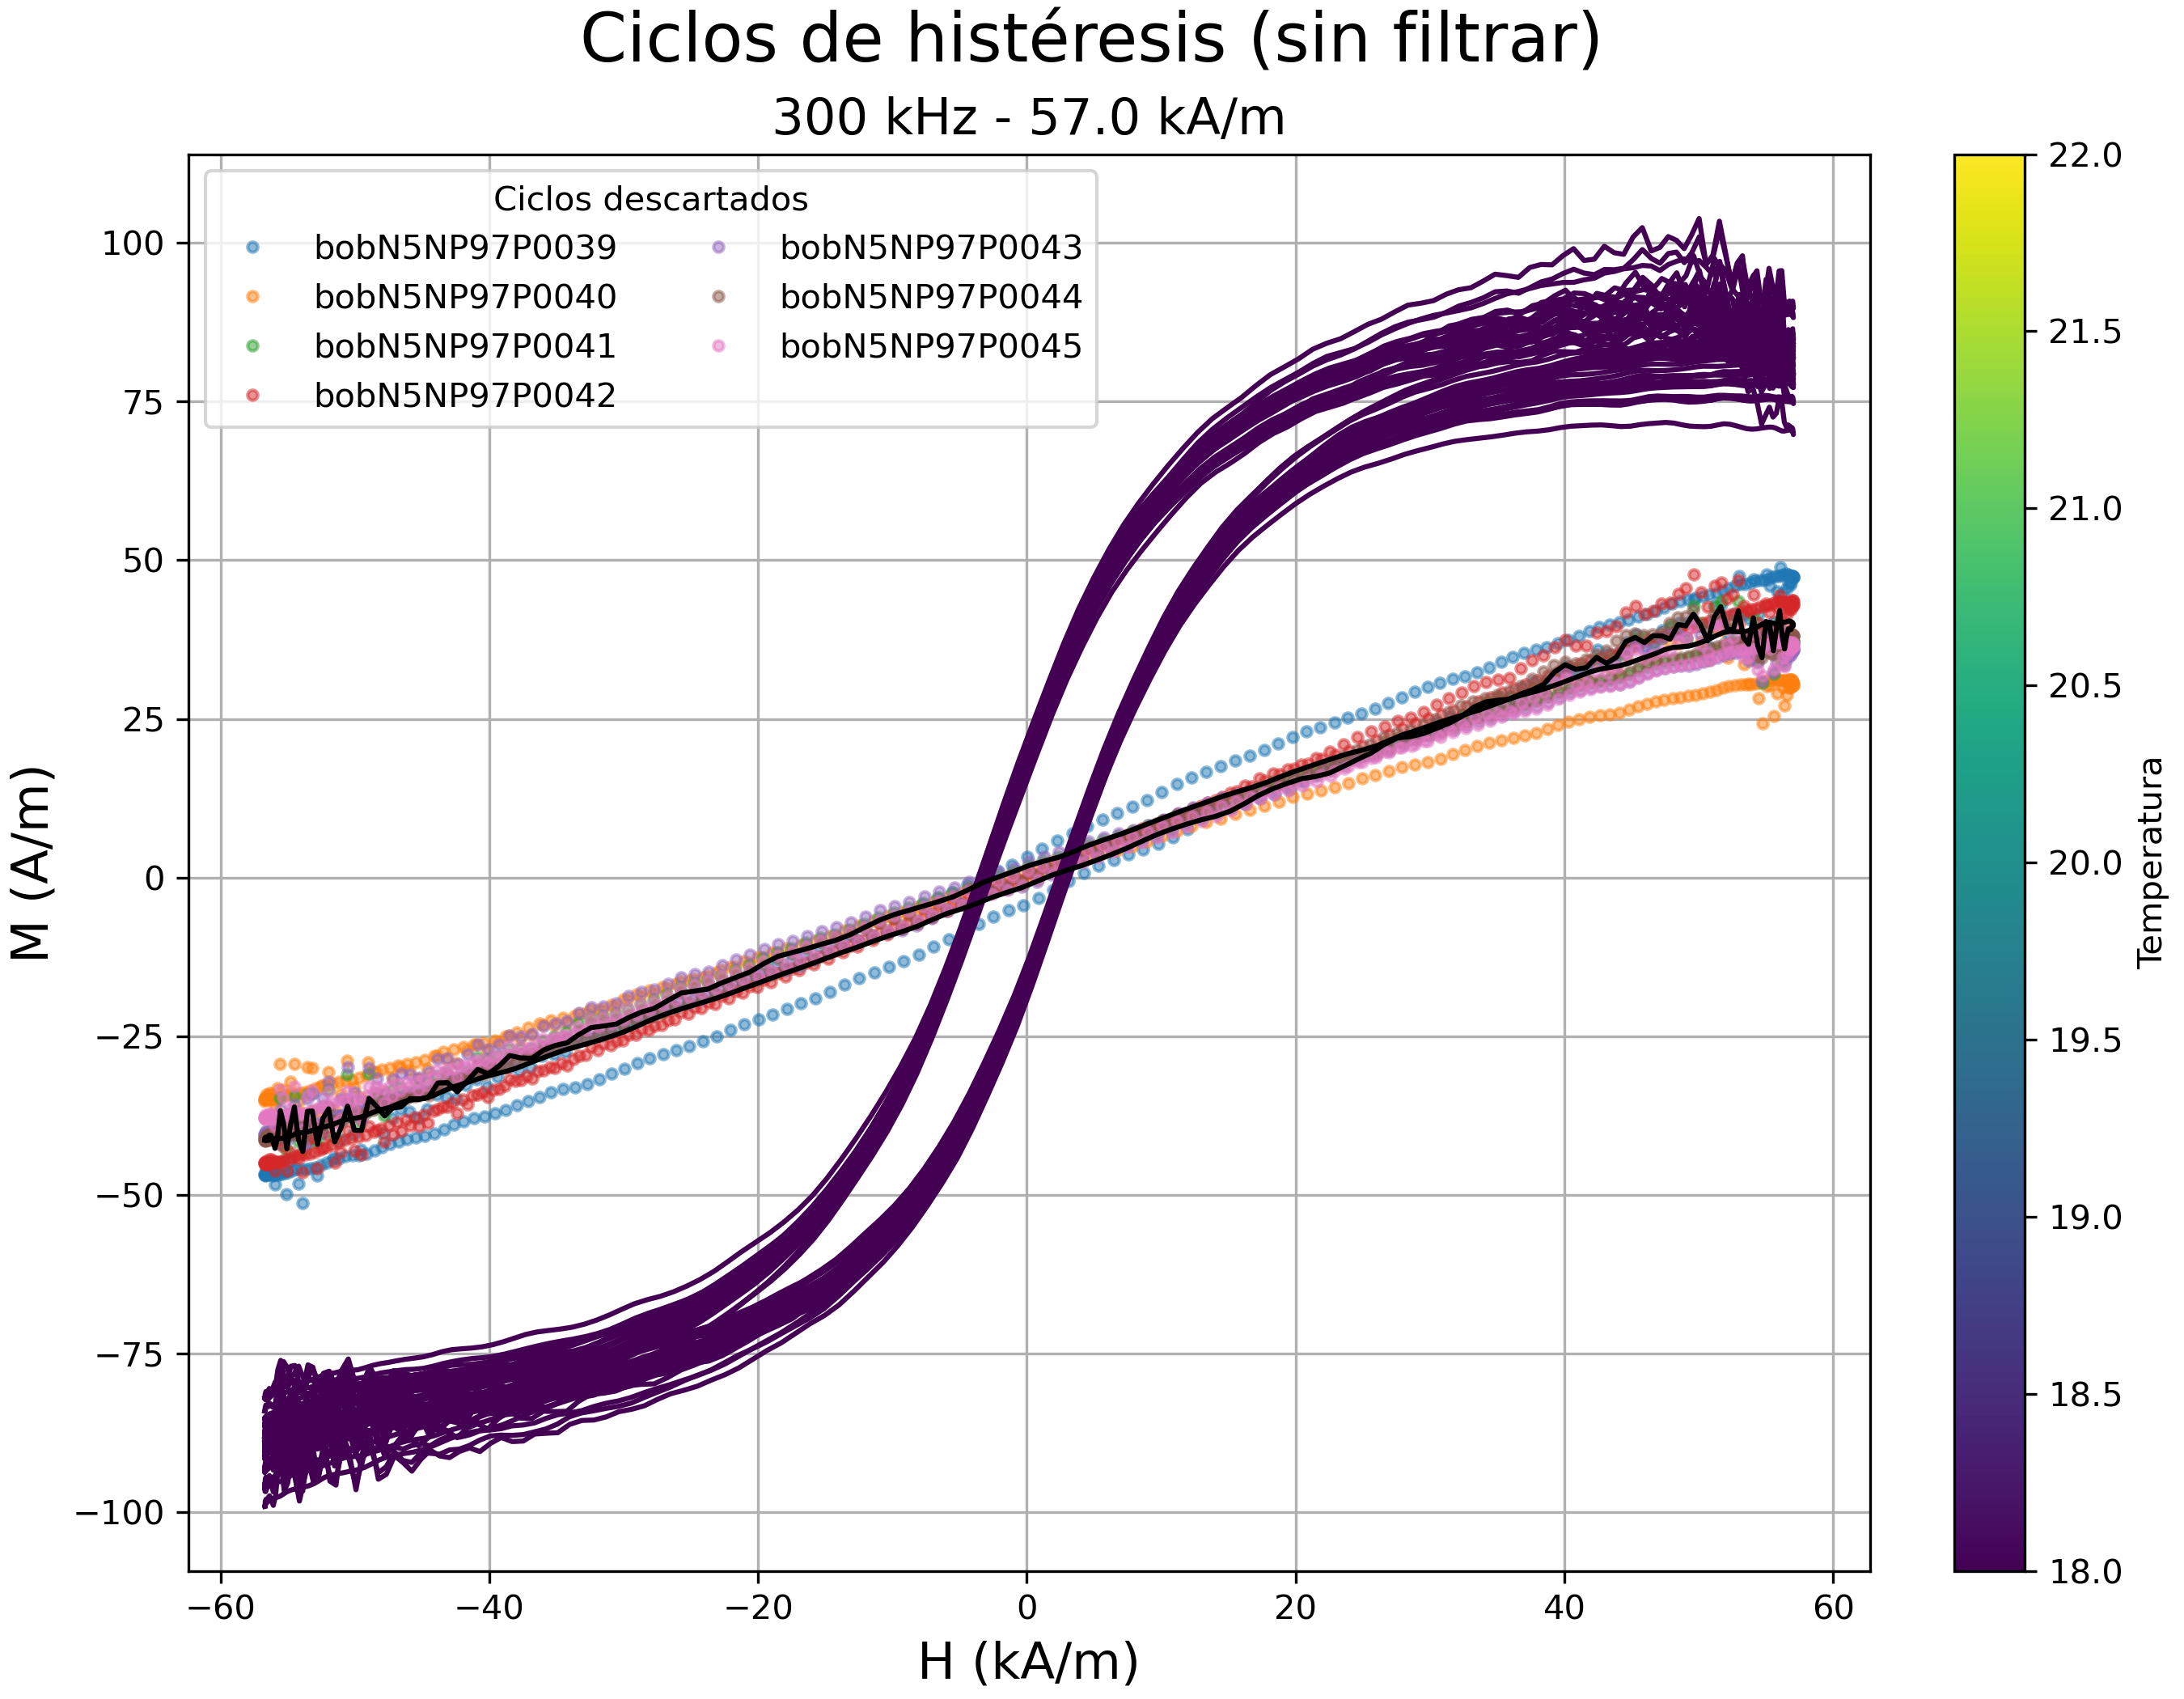 Ciclos de histéresis (sin filtrar)
300 kHz - 57.0 kA/m
Ciclos descartados
bobN5NP97P0039
bobN5NP97P0040
bobN5NP97P0041
bobN5NP97P0042
bobN5NP97P0043
bobN5NP97P0044
bobN5NP97P0045
M (A/m)
100
75
50
25
0
−25
−50
−75
−100
−60 −40 −20 0 20 40 60
H (kA/m)
22.0
21.5
21.0
20.5
20.0
19.5
19.0
18.5
18.0
Temperatura